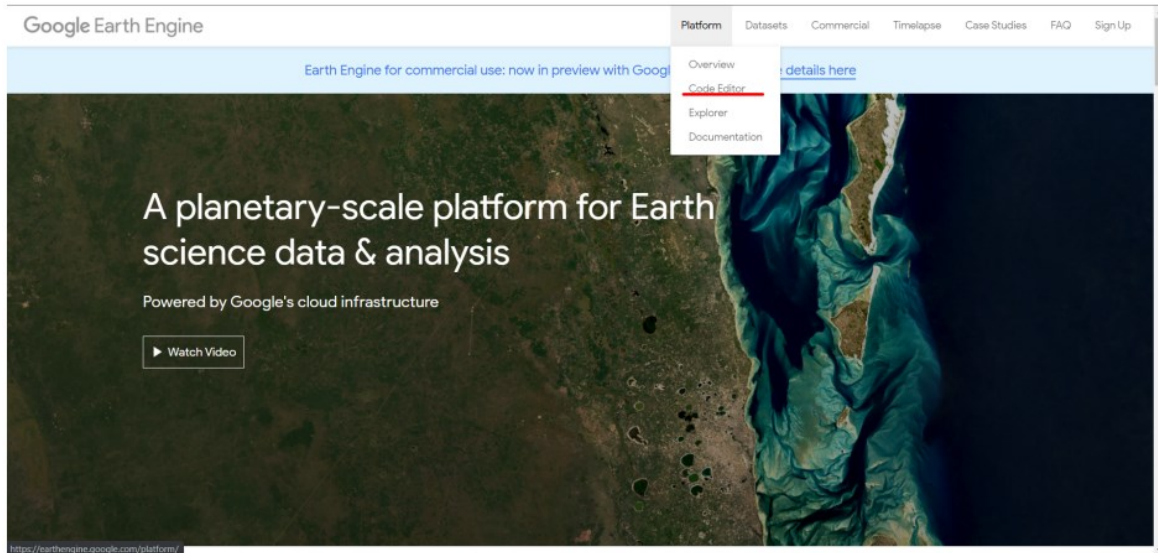 Google Earth Engine
Platform Datasets Commercial Timelapse Case Studies FAQ Sign Up
Earth Engine for commercial use: now in preview with Googl details here
Overview
Code Editor
Explorer
Documentation
A planetary-scale platform for Earth
science data & analysis
Powered by Google's cloud infrastructure
Watch Video
https://earthengine.google.com/platform/